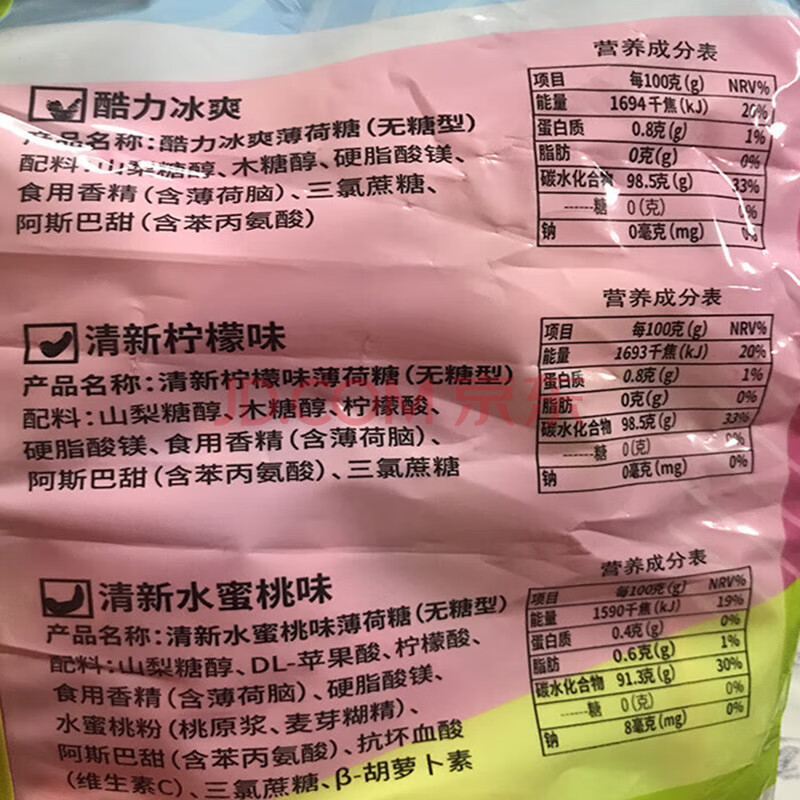 酷力冰爽
产品名称:酷力冰爽薄荷糖(无糖型)
配料:山梨糖醇、木糖醇、硬脂酸镁、
食用香精(含薄荷脑)、三氯蔗糖、
阿斯巴甜(含苯丙氨酸)
营养成分表
项目 每100克(g) NRV%
能量 1694千焦(kJ) 20%
蛋白质 0.8克(g) 1%
脂肪 0克(g) 0%
碳水化合物 98.5克(g) 33%
------糖 0(克) 0%
钠 0毫克(mg) 0%
清新柠檬味
产品名称:清新柠檬味薄荷糖(无糖型)
配料:山梨糖醇、木糖醇、柠檬酸、
硬脂酸镁、食用香精(含薄荷脑)、
阿斯巴甜(含苯丙氨酸)、三氯蔗糖
营养成分表
项目 每100克(g) NRV%
能量 1693千焦(kJ) 20%
蛋白质 0.8克(g) 1%
脂肪 0克(g) 0%
碳水化合物 98.5克(g) 33%
------糖 0(克) 0%
钠 0毫克(mg) 0%
JD.COM 京东
清新水蜜桃味
产品名称:清新水蜜桃味薄荷糖(无糖型)
配料:山梨糖醇、DL-苹果酸、柠檬酸、
食用香精(含薄荷脑)、硬脂酸镁、
水蜜桃粉(桃原浆、麦芽糊精)、
阿斯巴甜(含苯丙氨酸)、抗坏血酸
(维生素C)、三氯蔗糖、β-胡萝卜素
营养成分表
项目 每100克(g) NRV%
能量 1590千焦(kJ) 19%
蛋白质 0.4克(g) 0%
脂肪 0.6克(g) 1%
碳水化合物 91.3克(g) 30%
------糖 0(克) 0%
钠 8毫克(mg) 0%